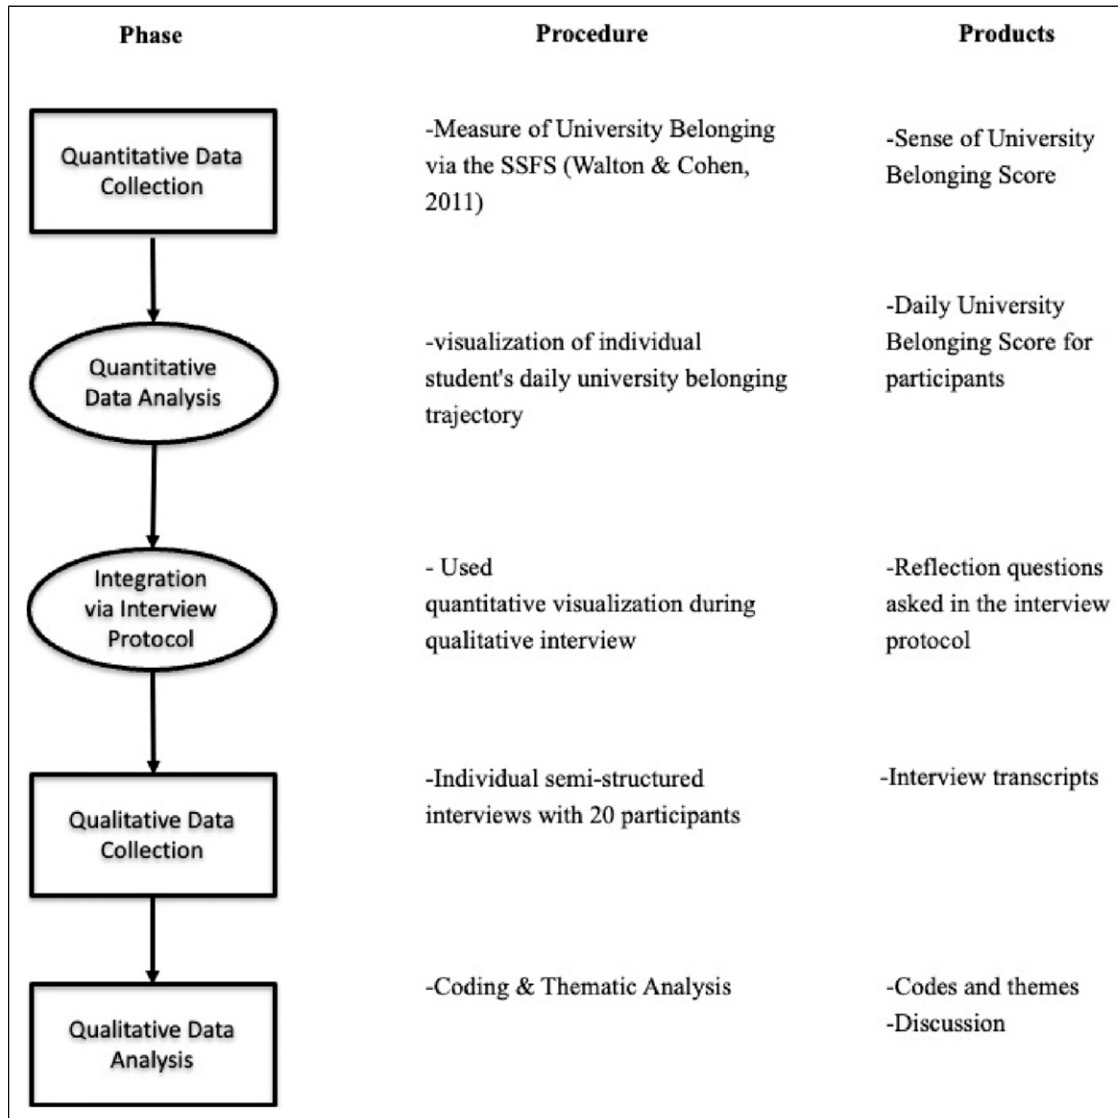 Phase
Procedure
Products
Quantitative Data
Collection
-Measure of University Belonging
via the SSFS (Walton & Cohen,
2011)
-Sense of University
Belonging Score
Quantitative
Data Analysis
-visualization of individual
student's daily university belonging
trajectory
-Daily University
Belonging Score for
participants
Integration
via Interview
Protocol
- Used
quantitative visualization during
qualitative interview
-Reflection questions
asked in the interview
protocol
Qualitative Data
Collection
-Individual semi-structured
interviews with 20 participants
-Interview transcripts
Qualitative Data
Analysis
-Coding & Thematic Analysis
-Codes and themes
-Discussion